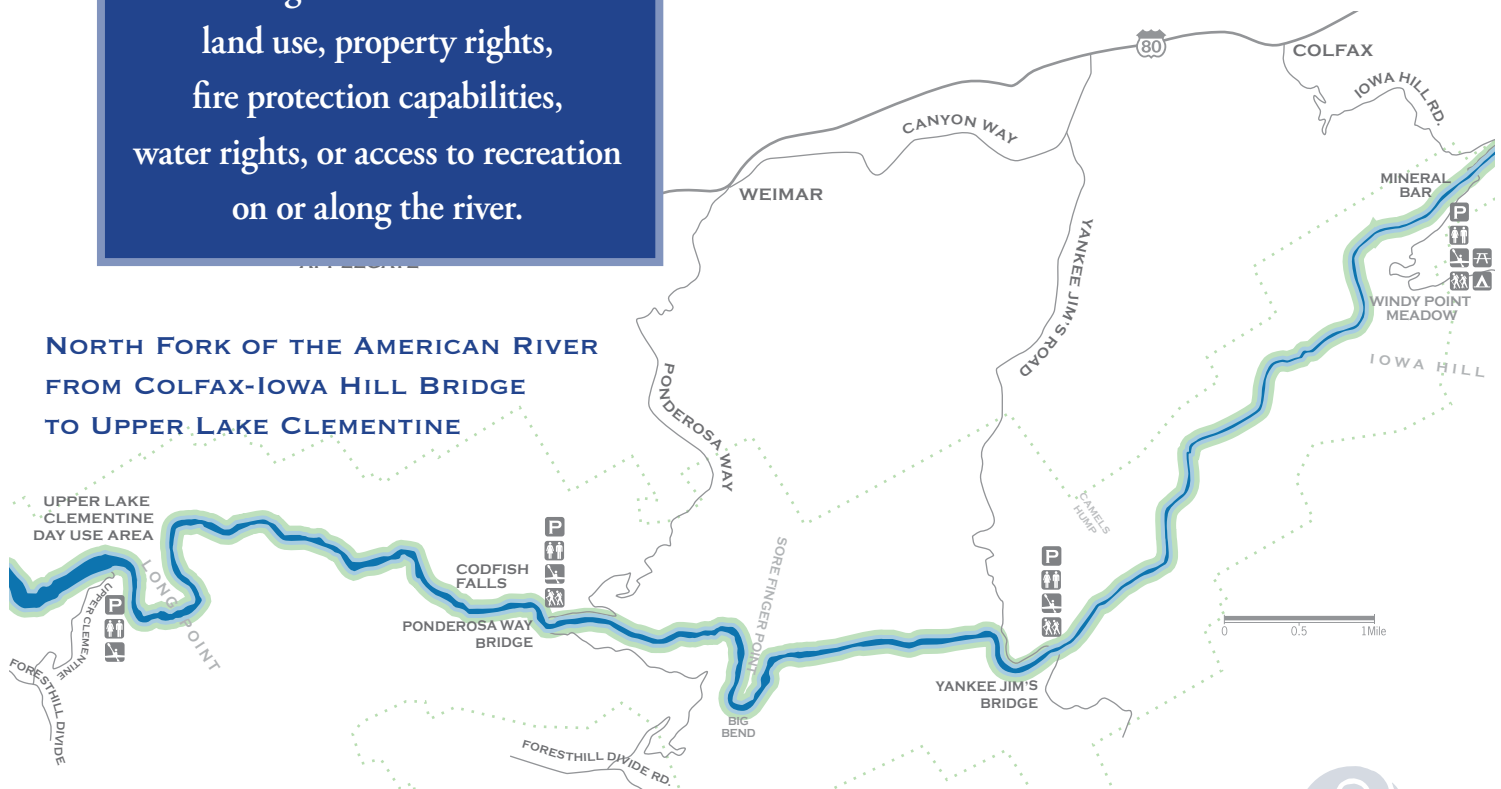 land use, property rights,
fire protection capabilities,
water rights, or access to recreation
on or along the river.
NORTH FORK OF THE AMERICAN RIVER
FROM COLFAX-IOWA HILL BRIDGE
TO UPPER LAKE CLEMENTINE
80
COLFAX
IOWA HILL RD.
CANYON WAY
WEIMAR
MINERAL
BAR
P
YANKEE JIM'S ROAD
WINDY POINT
MEADOW
IOWA HILL
PONDEROSA WAY
UPPER LAKE
CLEMENTINE
DAY USE AREA
LONG POINT
P
UPPER CLEMENTINE
FORESTHILL DIVIDE
CODFISH
FALLS
P
PONDEROSA WAY
BRIDGE
SORE FINGER POINT
BIG
BEND
CAMELS
HUMP
P
YANKEE JIM'S
BRIDGE
0 0.5 1Mile
FORESTHILL DIVIDE RD.